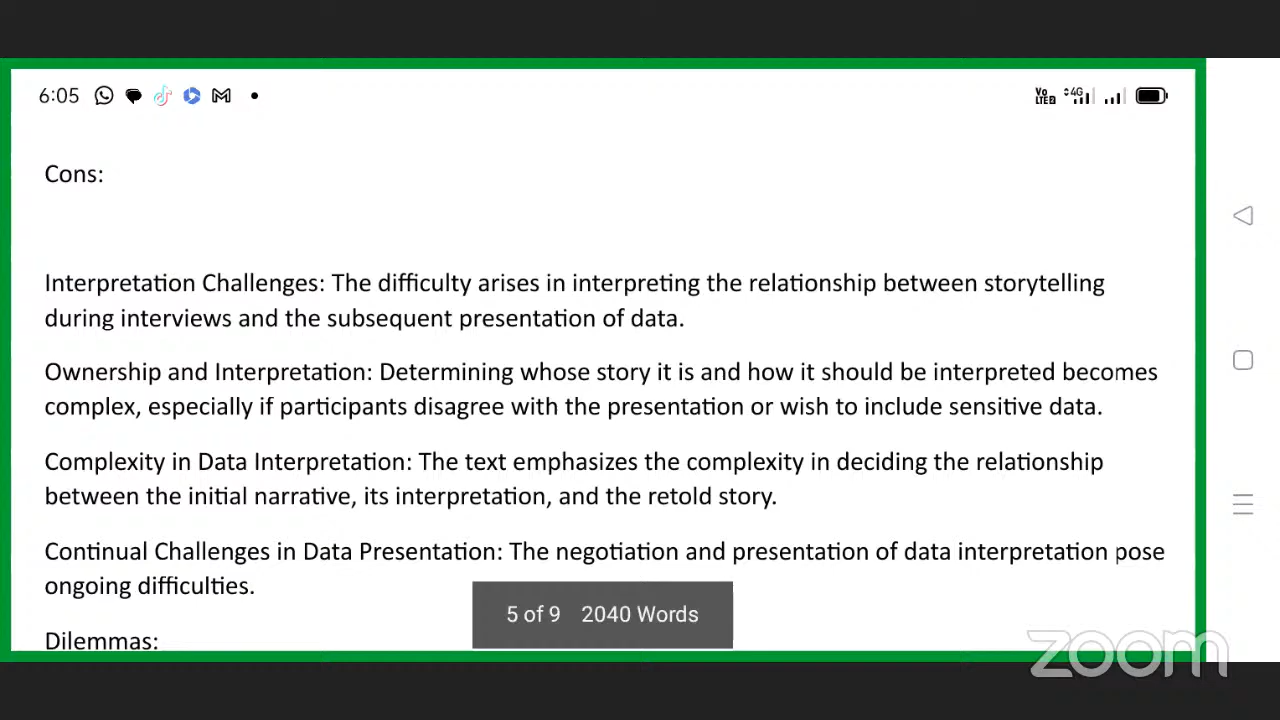 6:05
Vo LTE2 4G
Cons:
Interpretation Challenges: The difficulty arises in interpreting the relationship between storytelling
during interviews and the subsequent presentation of data.
Ownership and Interpretation: Determining whose story it is and how it should be interpreted becomes
complex, especially if participants disagree with the presentation or wish to include sensitive data.
Complexity in Data Interpretation: The text emphasizes the complexity in deciding the relationship
between the initial narrative, its interpretation, and the retold story.
Continual Challenges in Data Presentation: The negotiation and presentation of data interpretation pose
ongoing difficulties.
5 of 9 2040 Words
Dilemmas:
zoom